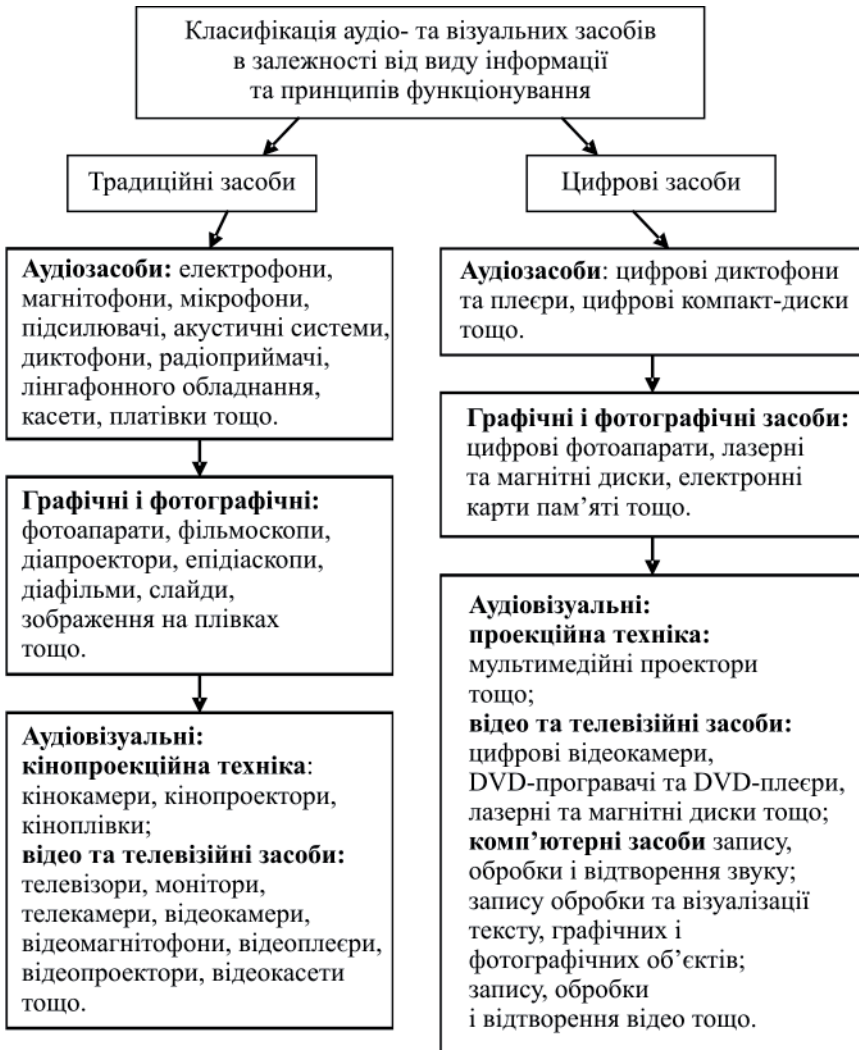 Класифікація аудіо- та візуальних засобів
в залежності від виду інформації
та принципів функціонування
Традиційні засоби
Аудіозасоби: електрофони,
магнітофони, мікрофони,
підсилювачі, акустичні системи,
диктофони, радіоприймачі,
лінгафонного обладнання,
касети, платівки тощо.
Графічні і фотографічні:
фотоапарати, фільмоскопи,
діапроектори, епідіаскопи,
діафільми, слайди,
зображення на плівках
тощо.
Аудіовізуальні:
кінопроекційна техніка:
кінокамери, кінопроектори,
кіноплівки;
відео та телевізійні засоби:
телевізори, монітори,
телекамери, відеокамери,
відеомагнітофони, відеоплеєри,
відеопроектори, відеокасети
тощо.
Цифрові засоби
Аудіозасоби: цифрові диктофони
та плеєри, цифрові компакт-диски
тощо.
Графічні і фотографічні засоби:
цифрові фотоапарати, лазерні
та магнітні диски, електронні
карти пам’яті тощо.
Аудіовізуальні:
проекційна техніка:
мультимедійні проектори
тощо;
відео та телевізійні засоби:
цифрові відеокамери,
DVD-програвачі та DVD-плеєри,
лазерні та магнітні диски тощо;
комп’ютерні засоби запису,
обробки і відтворення звуку;
запису обробки та візуалізації
тексту, графічних і
фотографічних об’єктів;
запису, обробки
і відтворення відео тощо.